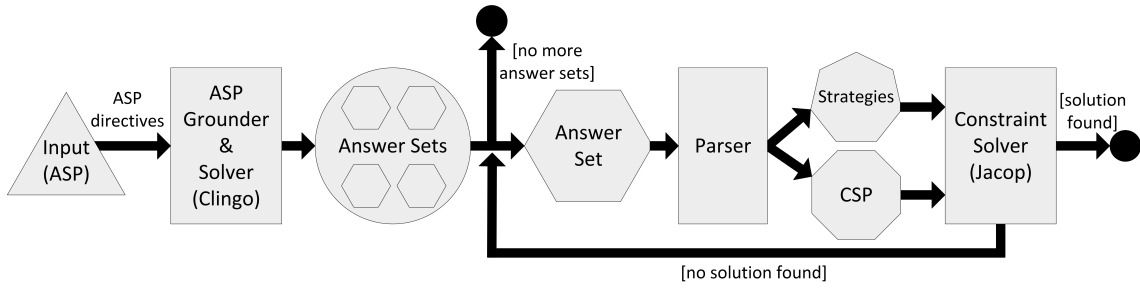 Input
(ASP)
ASP
directives
ASP
Grounder
&
Solver
(Clingo)
Answer Sets
[no more
answer sets]
Answer
Set
Parser
Strategies
CSP
Constraint
Solver
(Jacop)
[solution
found]
[no solution found]